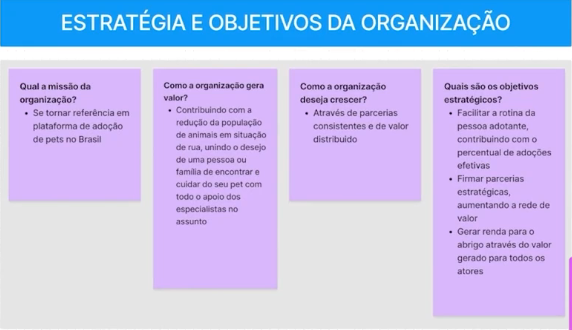 ESTRATÉGIA E OBJETIVOS DA ORGANIZAÇÃO
Qual a missão da
organização?
• Se tornar referência em
plataforma de adoção
de pets no Brasil
Como a organização gera
valor?
• Contribuindo com a
redução da população
de animais em situação
de rua, unindo o desejo
de uma pessoa ou
família de encontrar e
cuidar do seu pet com
todo o apoio dos
especialistas no
assunto
Como a organização
deseja crescer?
• Através de parcerias
consistentes e de valor
distribuido
Quais são os objetivos
estratégicos?
• Facilitar a rotina da
pessoa adotante,
contribuindo com o
percentual de adoções
efetivas
• Firmar parcerias
estratégicas,
aumentando a rede de
valor
• Gerar renda para o
abrigo através do valor
gerado para todos os
atores